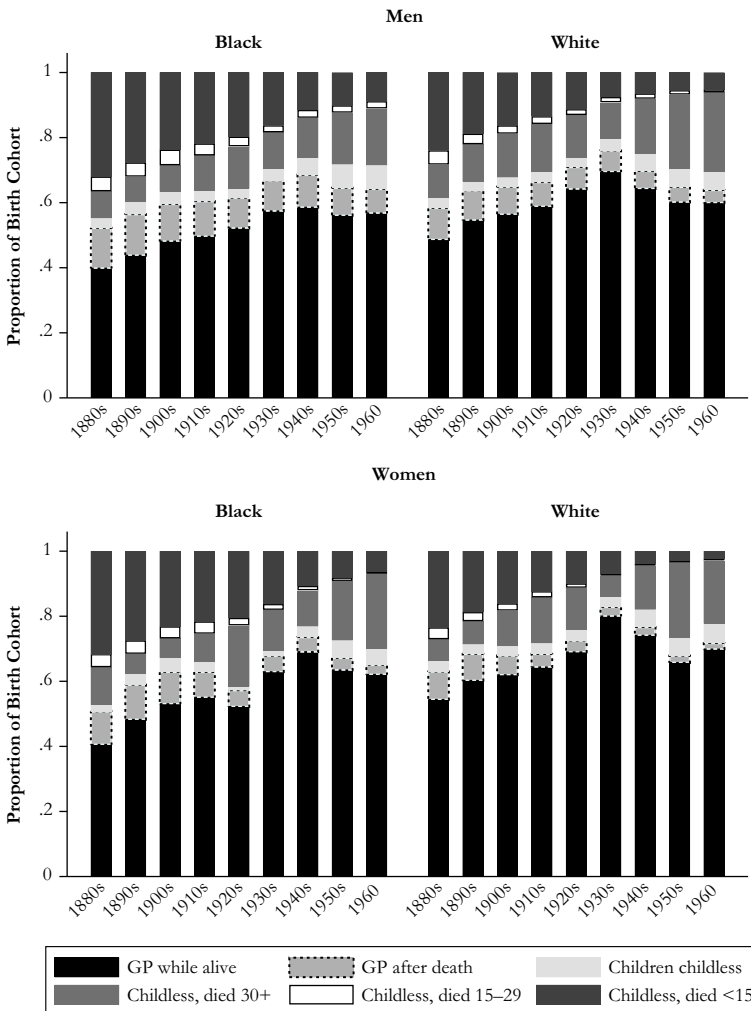 Men
Black White
Proportion of Birth Cohort
1
.8
.6
.4
.2
0
1880s 1890s 1900s 1910s 1920s 1930s 1940s 1950s 1960 1880s 1890s 1900s 1910s 1920s 1930s 1940s 1950s 1960
Women
Black White
Proportion of Birth Cohort
1
.8
.6
.4
.2
0
1880s 1890s 1900s 1910s 1920s 1930s 1940s 1950s 1960 1880s 1890s 1900s 1910s 1920s 1930s 1940s 1950s 1960
GP while alive GP after death Children childless
Childless, died 30+ Childless, died 15–29 Childless, died <15